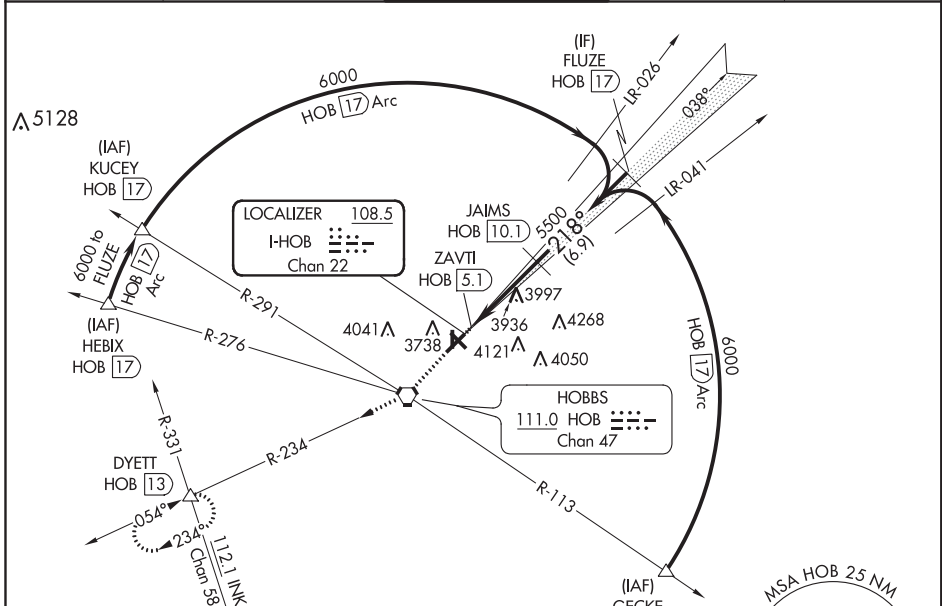 6000
HOB 17 Arc
(IF)
FLUZE
HOB 17
LR-026
038°
LR-041
5128
(IAF)
KUCEY
HOB 17
6000 to
FLUZE
HOB 17
Arc
(IAF)
HEBIX
HOB 17
R-291
R-276
LOCALIZER 108.5
I-HOB
Chan 22
JAIMS
HOB 10.1
5500
218°
(6.9)
ZAVTI
HOB 5.1
3997
3936
4268
4041
3738
4121
4050
HOB 17 Arc
6000
HOBBS
111.0 HOB
Chan 47
R-113
R-331
R-234
DYETT
HOB 13
054°
234°
112.1 INK
Chan 58
(IAF)
MSA HOB 25 NM